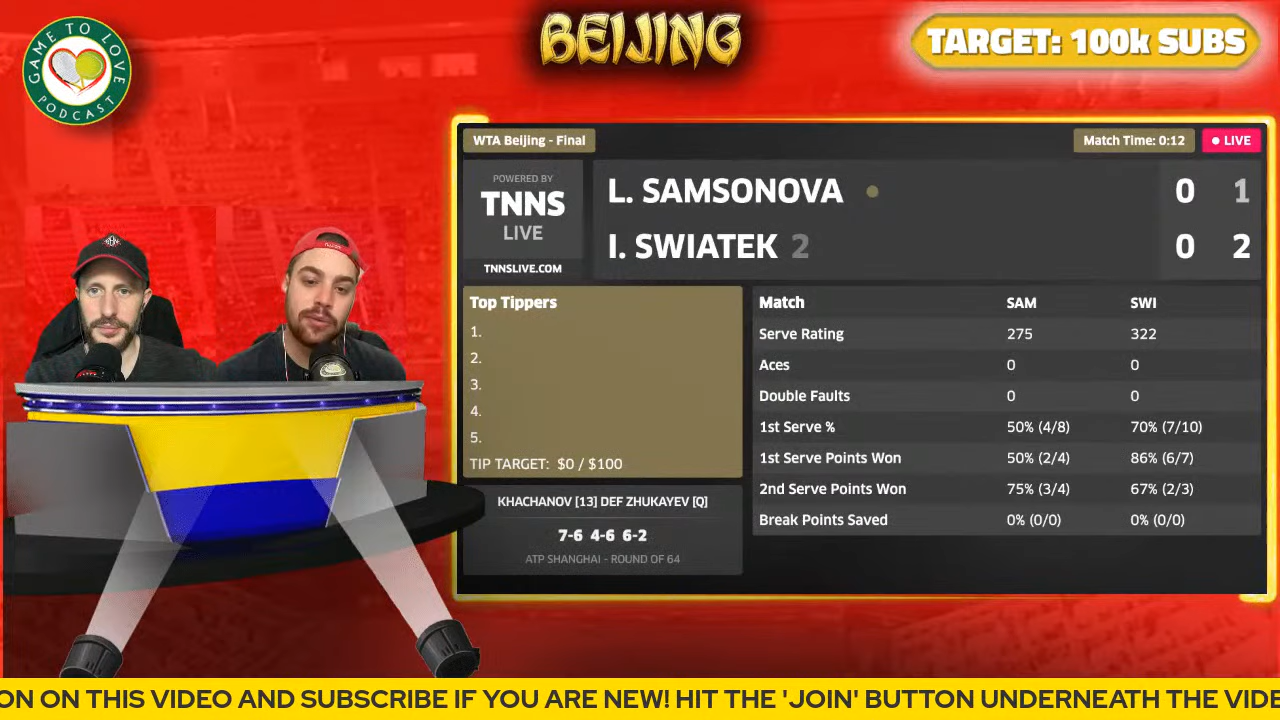 GAME TO LOVE
PODCAST
BEIJING
TARGET: 100k SUBS
WTA Beijing - Final
Match Time: 0:12
LIVE
POWERED BY
TNNS
LIVE
TNNSLIVE.COM
L. SAMSONOVA 0 1
I. SWIATEK 2 0 2
Top Tippers
1.
2.
3.
4.
5.
TIP TARGET: $0 / $100
KHACHANOV [13] DEF ZHUKAYEV [Q]
7-6 4-6 6-2
ATP SHANGHAI - ROUND OF 64
Match SAM SWI
Serve Rating 275 322
Aces 0 0
Double Faults 0 0
1st Serve % 50% (4/8) 70% (7/10)
1st Serve Points Won 50% (2/4) 86% (6/7)
2nd Serve Points Won 75% (3/4) 67% (2/3)
Break Points Saved 0% (0/0) 0% (0/0)
ON ON THIS VIDEO AND SUBSCRIBE IF YOU ARE NEW! HIT THE 'JOIN' BUTTON UNDERNEATH THE VIDE